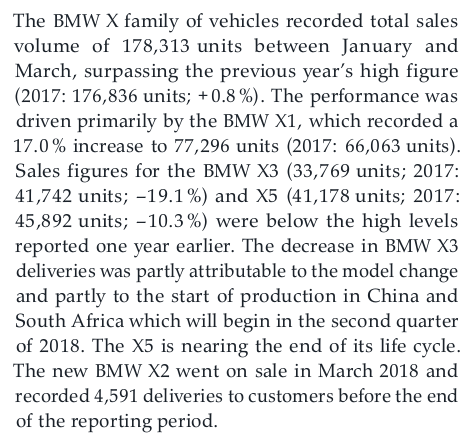 The BMW X family of vehicles recorded total sales
volume of 178,313 units between January and
March, surpassing the previous year’s high figure
(2017: 176,836 units; +0.8 %). The performance was
driven primarily by the BMW X1, which recorded a
17.0 % increase to 77,296 units (2017: 66,063 units).
Sales figures for the BMW X3 (33,769 units; 2017:
41,742 units; −19.1 %) and X5 (41,178 units; 2017:
45,892 units; −10.3 %) were below the high levels
reported one year earlier. The decrease in BMW X3
deliveries was partly attributable to the model change
and partly to the start of production in China and
South Africa which will begin in the second quarter
of 2018. The X5 is nearing the end of its life cycle.
The new BMW X2 went on sale in March 2018 and
recorded 4,591 deliveries to customers before the end
of the reporting period.